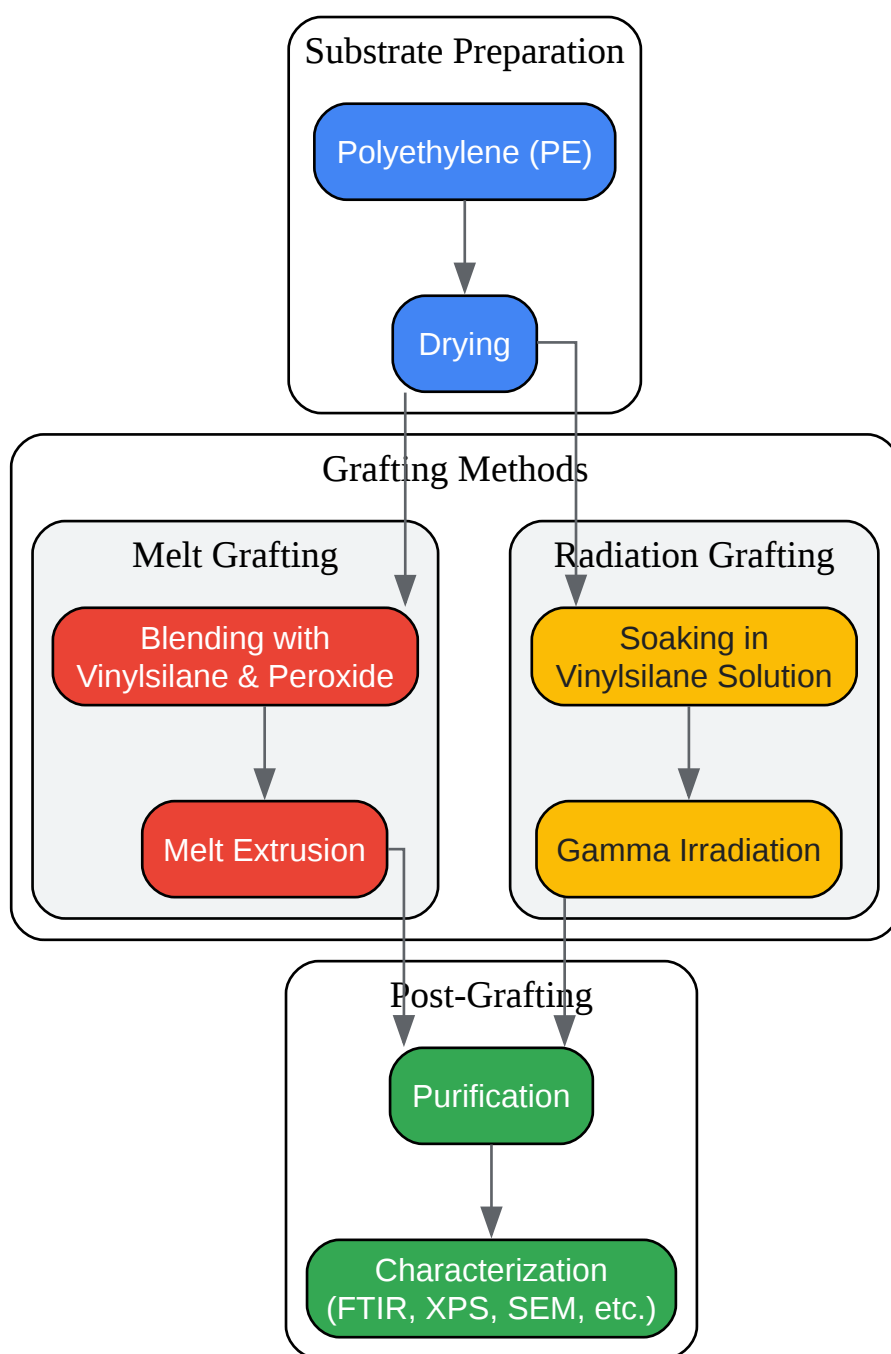 Substrate Preparation
Polyethylene (PE)
Drying
Grafting Methods
Melt Grafting
Blending with
Vinylsilane & Peroxide
Melt Extrusion
Radiation Grafting
Soaking in
Vinylsilane Solution
Gamma Irradiation
Post-Grafting
Purification
Characterization
(FTIR, XPS, SEM, etc.)